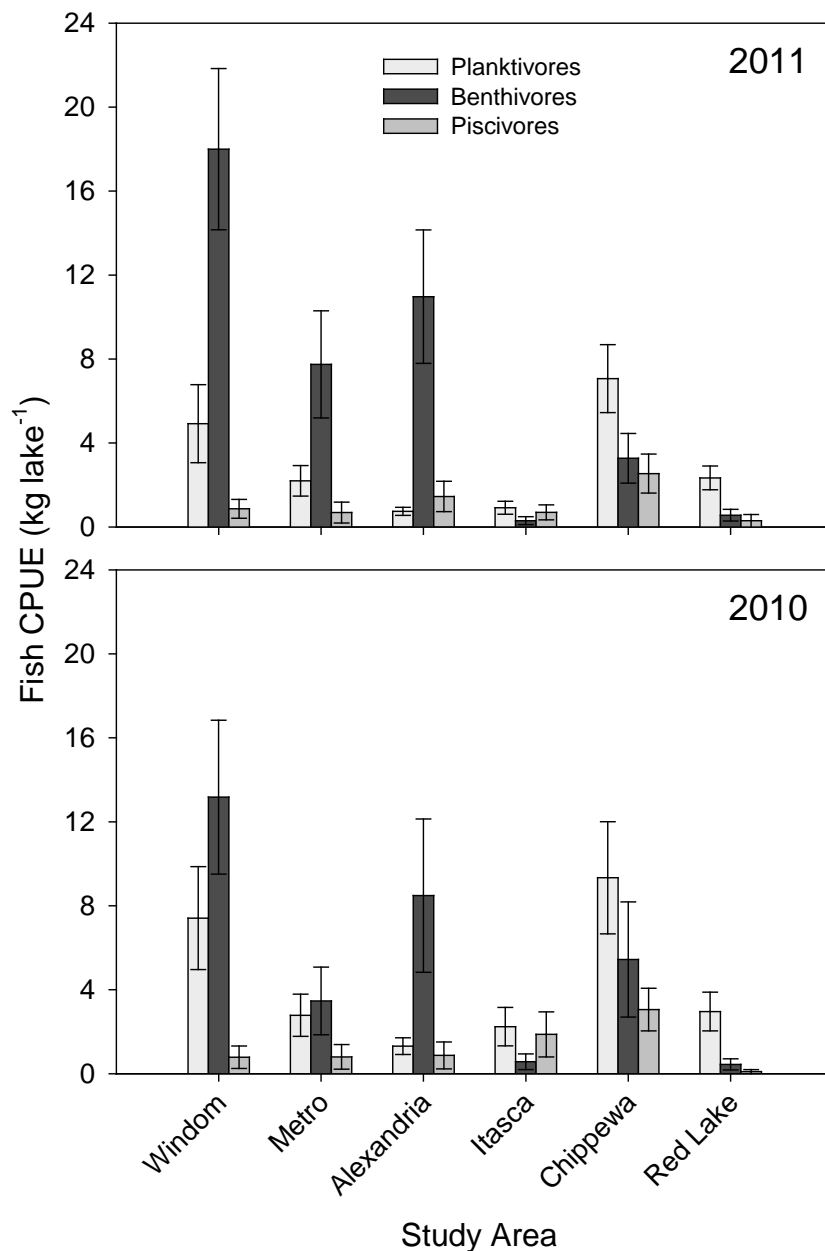 24
20
16
12
8
4
0
2011
Planktivores
Benthivores
Piscivores
Fish CPUE (kg lake⁻¹)
24
20
16
12
8
4
0
2010
Windom
Metro
Alexandria
Itasca
Chippewa
Red Lake
Study Area